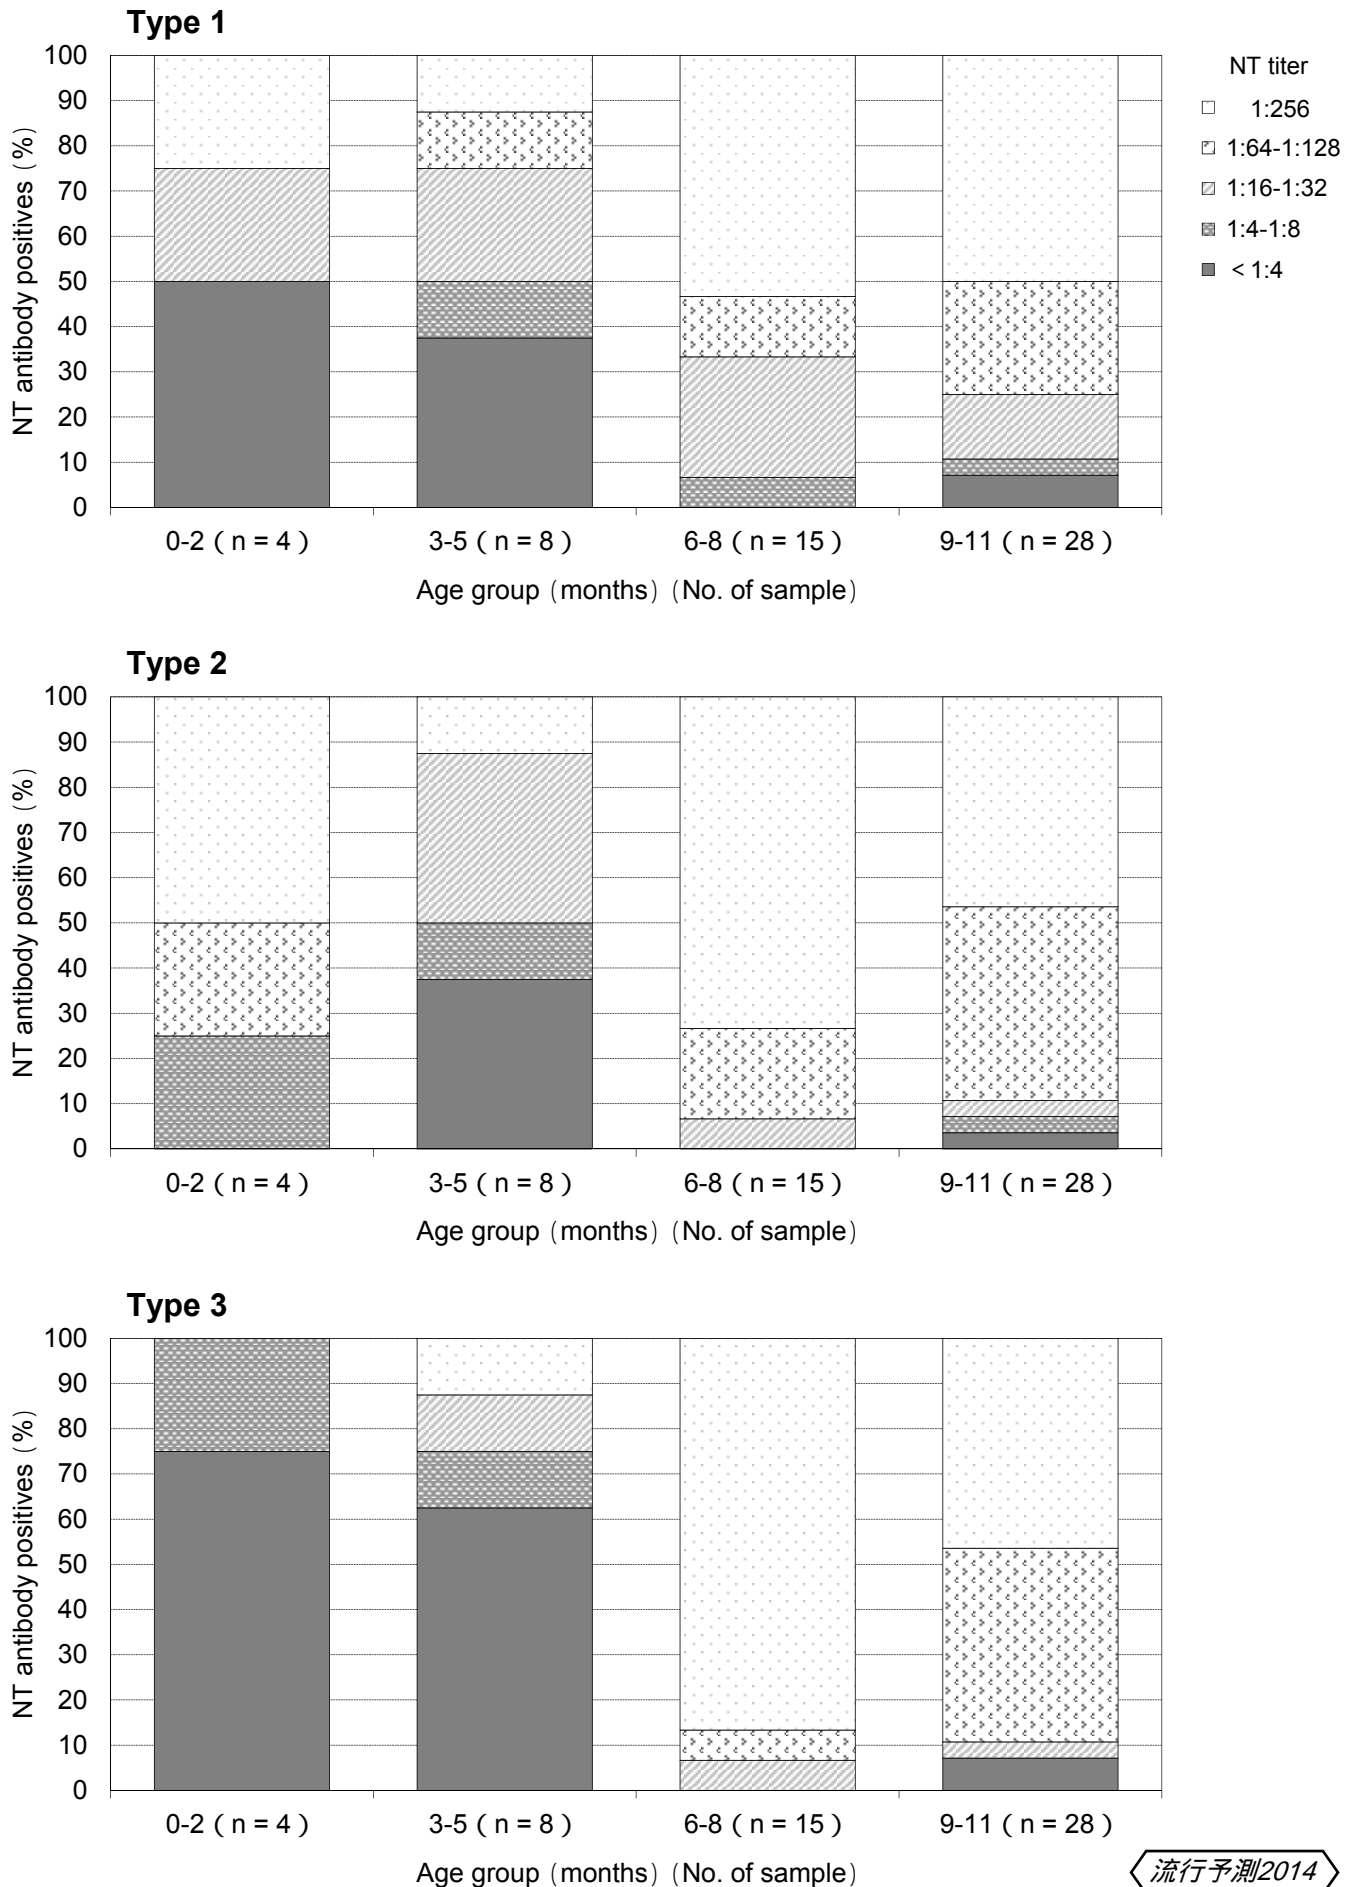 Type 1
100
90
80
70
60
50
40
30
20
10
0
NT antibody positives (%)
0-2 ( n = 4 ) 3-5 ( n = 8 ) 6-8 ( n = 15 ) 9-11 ( n = 28 )
Age group (months) (No. of sample)
NT titer
1:256
1:64-1:128
1:16-1:32
1:4-1:8
< 1:4
Type 2
100
90
80
70
60
50
40
30
20
10
0
NT antibody positives (%)
0-2 ( n = 4 ) 3-5 ( n = 8 ) 6-8 ( n = 15 ) 9-11 ( n = 28 )
Age group (months) (No. of sample)
Type 3
100
90
80
70
60
50
40
30
20
10
0
NT antibody positives (%)
0-2 ( n = 4 ) 3-5 ( n = 8 ) 6-8 ( n = 15 ) 9-11 ( n = 28 )
Age group (months) (No. of sample)
流行予測2014